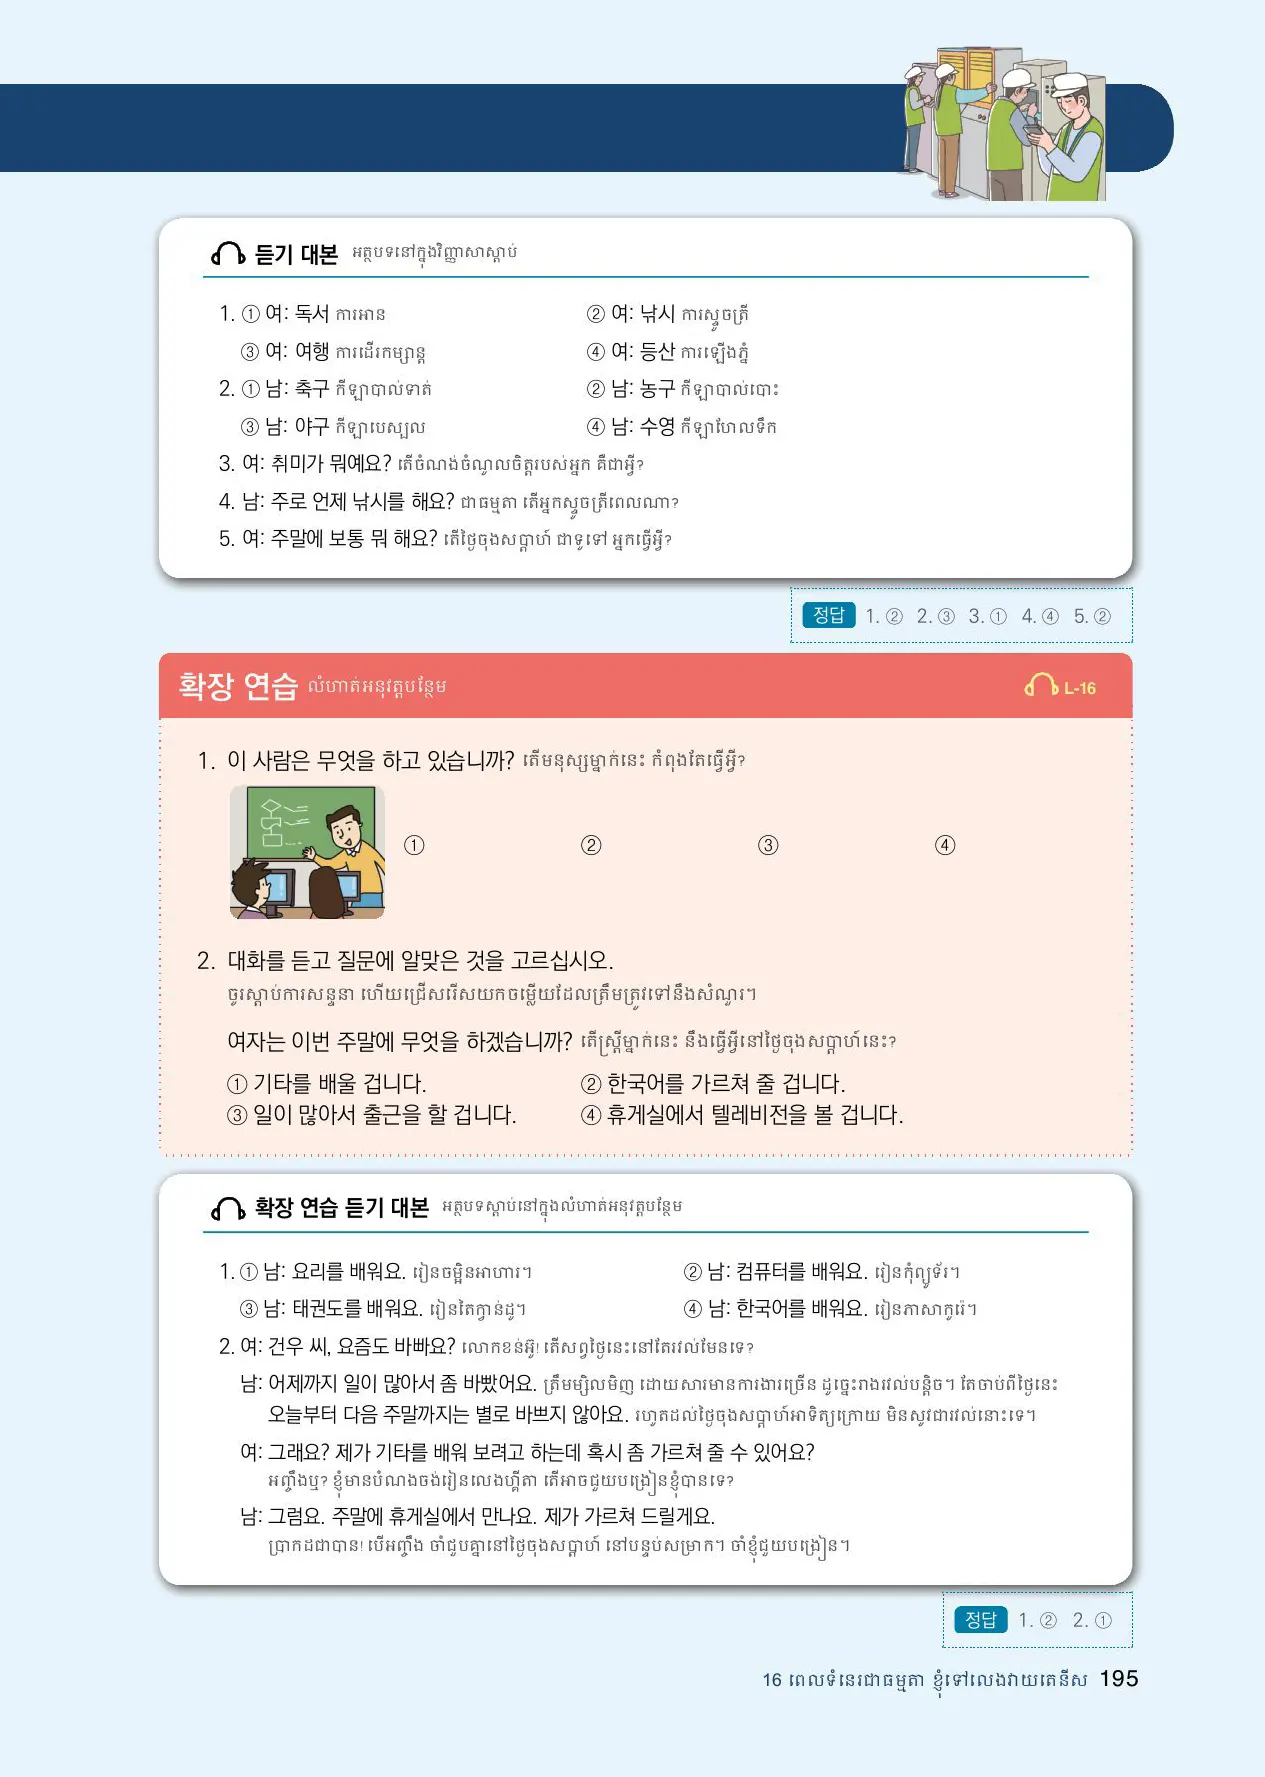 듣기 대본 អត្ថបទនៅក្នុងវិញ្ញាសាស្តាប់
1. ① 여: 독서 ការអាន ② 여: 낚시 ការស្ទូចត្រី
③ 여: 여행 ការដើរកម្សាន្ត ④ 여: 등산 ការឡើងភ្នំ
2. ① 남: 축구 កីឡាបាល់ទាត់ ② 남: 농구 កីឡាបាល់បោះ
③ 남: 야구 កីឡាបេស្បល ④ 남: 수영 កីឡាហែលទឹក
3. 여: 취미가 뭐예요? តើចំណង់ចំណូលចិត្តរបស់អ្នក គឺជាអ្វី?
4. 남: 주로 언제 낚시를 해요? ជាធម្មតា តើអ្នកស្ទូចត្រីពេលណា?
5. 여: 주말에 보통 뭐 해요? តើថ្ងៃចុងសប្តាហ៍ ជាទូទៅ អ្នកធ្វើអ្វី?
정답 1. ② 2. ③ 3. ① 4. ④ 5. ②
확장 연습 លំហាត់អនុវត្តបន្ថែម L-16
1. 이 사람은 무엇을 하고 있습니까? តើមនុស្សម្នាក់នេះ កំពុងតែធ្វើអ្វី?
① ② ③ ④
2. 대화를 듣고 질문에 알맞은 것을 고르십시오.
ចូរស្តាប់ការសន្ទនា ហើយជ្រើសរើសយកចម្លើយដែលត្រឹមត្រូវទៅនឹងសំណួរ។
여자는 이번 주말에 무엇을 하겠습니까? តើស្ត្រីម្នាក់នេះ នឹងធ្វើអ្វីនៅថ្ងៃចុងសប្តាហ៍នេះ?
① 기타를 배울 겁니다. ② 한국어를 가르쳐 줄 겁니다.
③ 일이 많아서 출근을 할 겁니다. ④ 휴게실에서 텔레비전을 볼 겁니다.
확장 연습 듣기 대본 អត្ថបទស្តាប់នៅក្នុងលំហាត់អនុវត្តបន្ថែម
1. ① 남: 요리를 배워요. រៀនចម្អិនអាហារ។ ② 남: 컴퓨터를 배워요. រៀនកុំព្យូទ័រ។
③ 남: 태권도를 배워요. រៀនតៃក្វាន់ដូ។ ④ 남: 한국어를 배워요. រៀនភាសាកូរ៉េ។
2. 여: 건우 씨, 요즘도 바빠요? លោកខន់អ៊ូ! តើសព្វថ្ងៃនេះនៅតែរវល់មែនទេ?
남: 어제까지 일이 많아서 좀 바빴어요. ត្រឹមម្សិលមិញ ដោយសារមានការងារច្រើន ដូច្នេះរាងរវល់បន្តិច។ តែចាប់ពីថ្ងៃនេះ
오늘부터 다음 주말까지는 별로 바쁘지 않아요. រហូតដល់ថ្ងៃចុងសប្តាហ៍អាទិត្យក្រោយ មិនសូវជារវល់នោះទេ។
여: 그래요? 제가 기타를 배워 보려고 하는데 혹시 좀 가르쳐 줄 수 있어요?
អញ្ចឹងឬ? ខ្ញុំមានបំណងចង់រៀនលេងហ្គីតា តើអាចជួយបង្រៀនខ្ញុំបានទេ?
남: 그럼요. 주말에 휴게실에서 만나요. 제가 가르쳐 드릴게요.
ប្រាកដជាបាន! បើអញ្ចឹង ចាំជួបគ្នានៅថ្ងៃចុងសប្តាហ៍ នៅបន្ទប់សម្រាក។ ចាំខ្ញុំជួយបង្រៀន។
정답 1. ② 2. ①
16 ពេលទំនេរជាធម្មតា ខ្ញុំទៅលេងវាយតេនីស 195